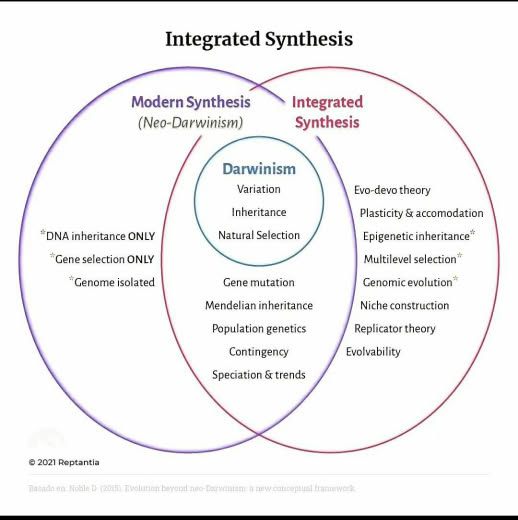 Integrated Synthesis
Modern Synthesis
(Neo-Darwinism)
Integrated
Synthesis
Darwinism
Variation
Inheritance
Natural Selection
*DNA inheritance ONLY
*Gene selection ONLY
*Genome isolated
Gene mutation
Mendelian inheritance
Population genetics
Contingency
Speciation & trends
Evo-devo theory
Plasticity & accomodation
Epigenetic inheritance*
Multilevel selection*
Genomic evolution*
Niche construction
Replicator theory
Evolvability
© 2021 Reptantia
Basado en: Noble D. (2015). Evolution beyond neo-Darwinism: a new conceptual framework.